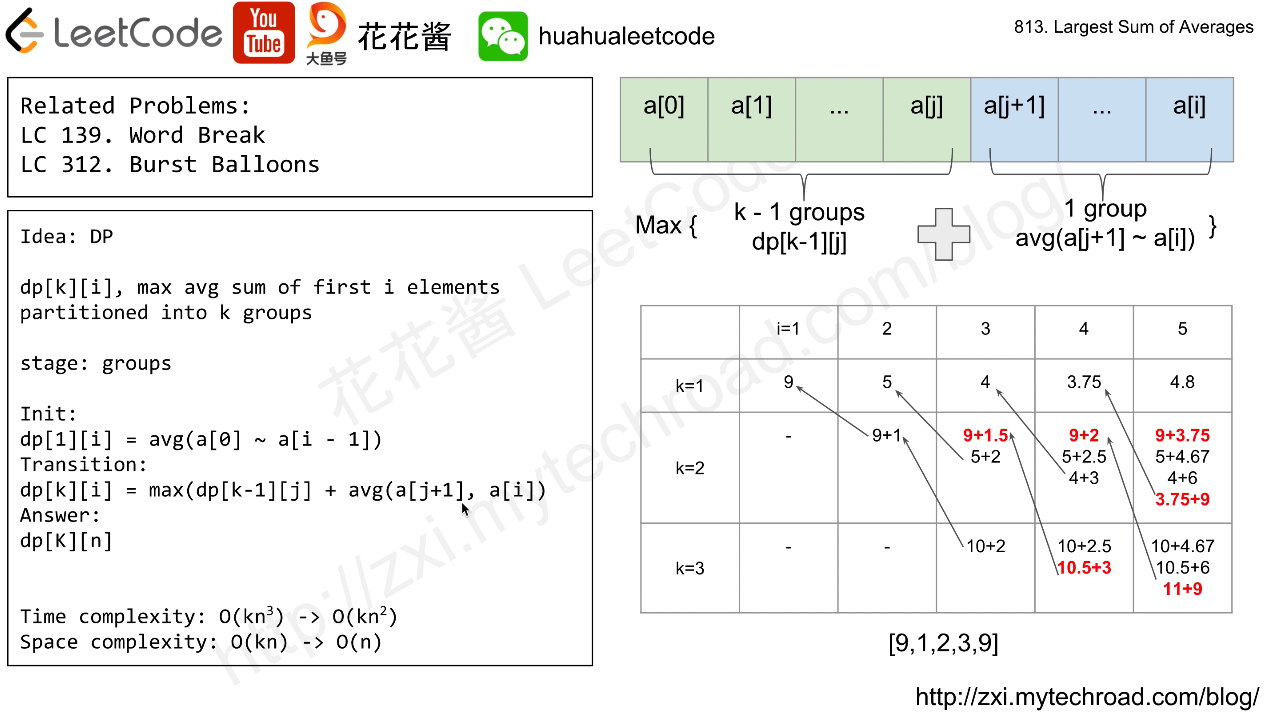 LeetCode
You
Tube
大鱼号
花花酱
huahualeetcode
813. Largest Sum of Averages
Related Problems:
LC 139. Word Break
LC 312. Burst Balloons
Idea: DP
dp[k][i], max avg sum of first i elements
partitioned into k groups
stage: groups
Init:
dp[1][i] = avg(a[0] ~ a[i - 1])
Transition:
dp[k][i] = max(dp[k-1][j] + avg(a[j+1], a[i])
Answer:
dp[K][n]
Time complexity: O(kn³) -> O(kn²)
Space complexity: O(kn) -> O(n)
a[0] a[1] ... a[j] a[j+1] ... a[i]
Max {
k - 1 groups
dp[k-1][j]
1 group
avg(a[j+1] ~ a[i])
}
i=1 2 3 4 5
k=1 9 5 4 3.75 4.8
k=2
-
9+1
9+1.5
5+2
9+2
5+2.5
4+3
9+3.75
5+4.67
4+6
3.75+9
k=3
-
-
10+2
10+2.5
10.5+3
10+4.67
10.5+6
11+9
[9,1,2,3,9]
http://zxi.mytechroad.com/blog/
花花酱 LeetCode
http://zxi.mytechroad.com/blog/